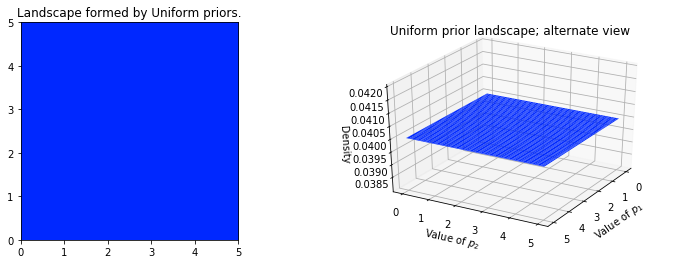 Landscape formed by Uniform priors.
5
4
3
2
1
0
0 1 2 3 4 5
Uniform prior landscape; alternate view
0.0420
0.0415
0.0410
0.0405
0.0400
0.0395
0.0390
0.0385
Density
0 1 2 3 4 5
Value of p₂
0
1
2
3
4
5
Value of p₁